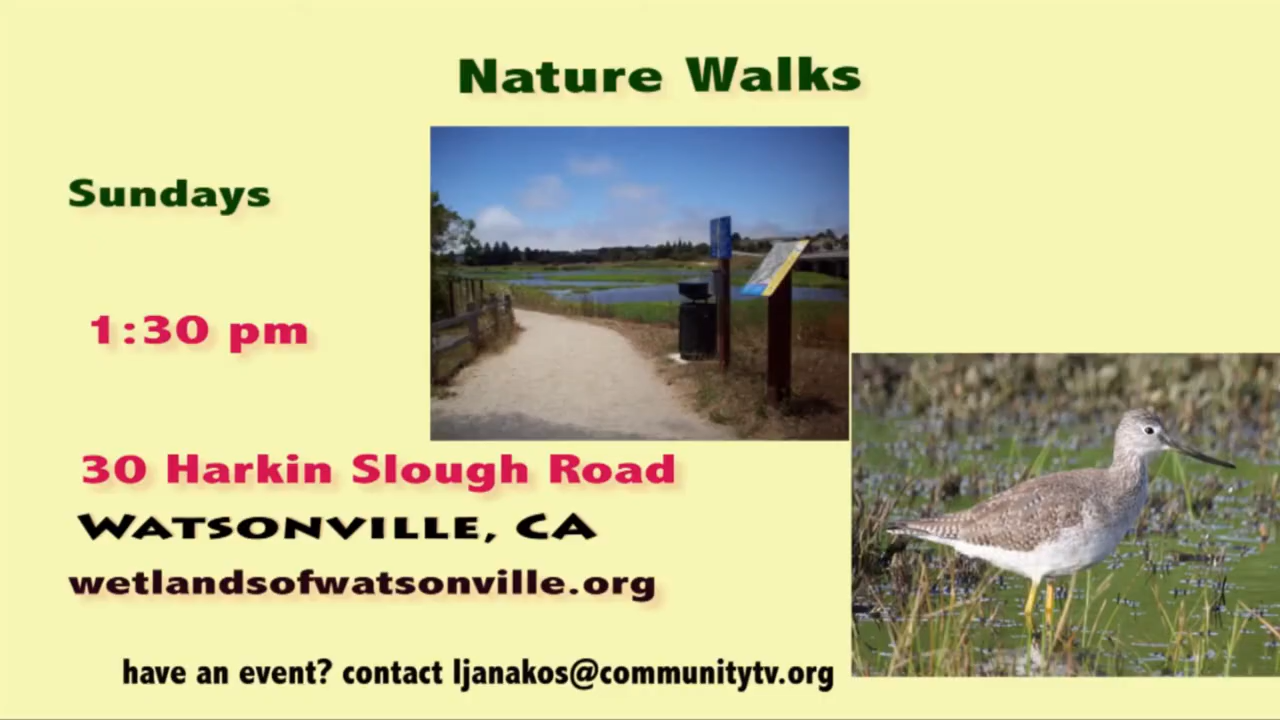 Nature Walks
Sundays
1:30 pm
30 Harkin Slough Road
WATSONVILLE, CA
wetlandsofwatsonville.org
have an event? contact ljanakos@communitytv.org